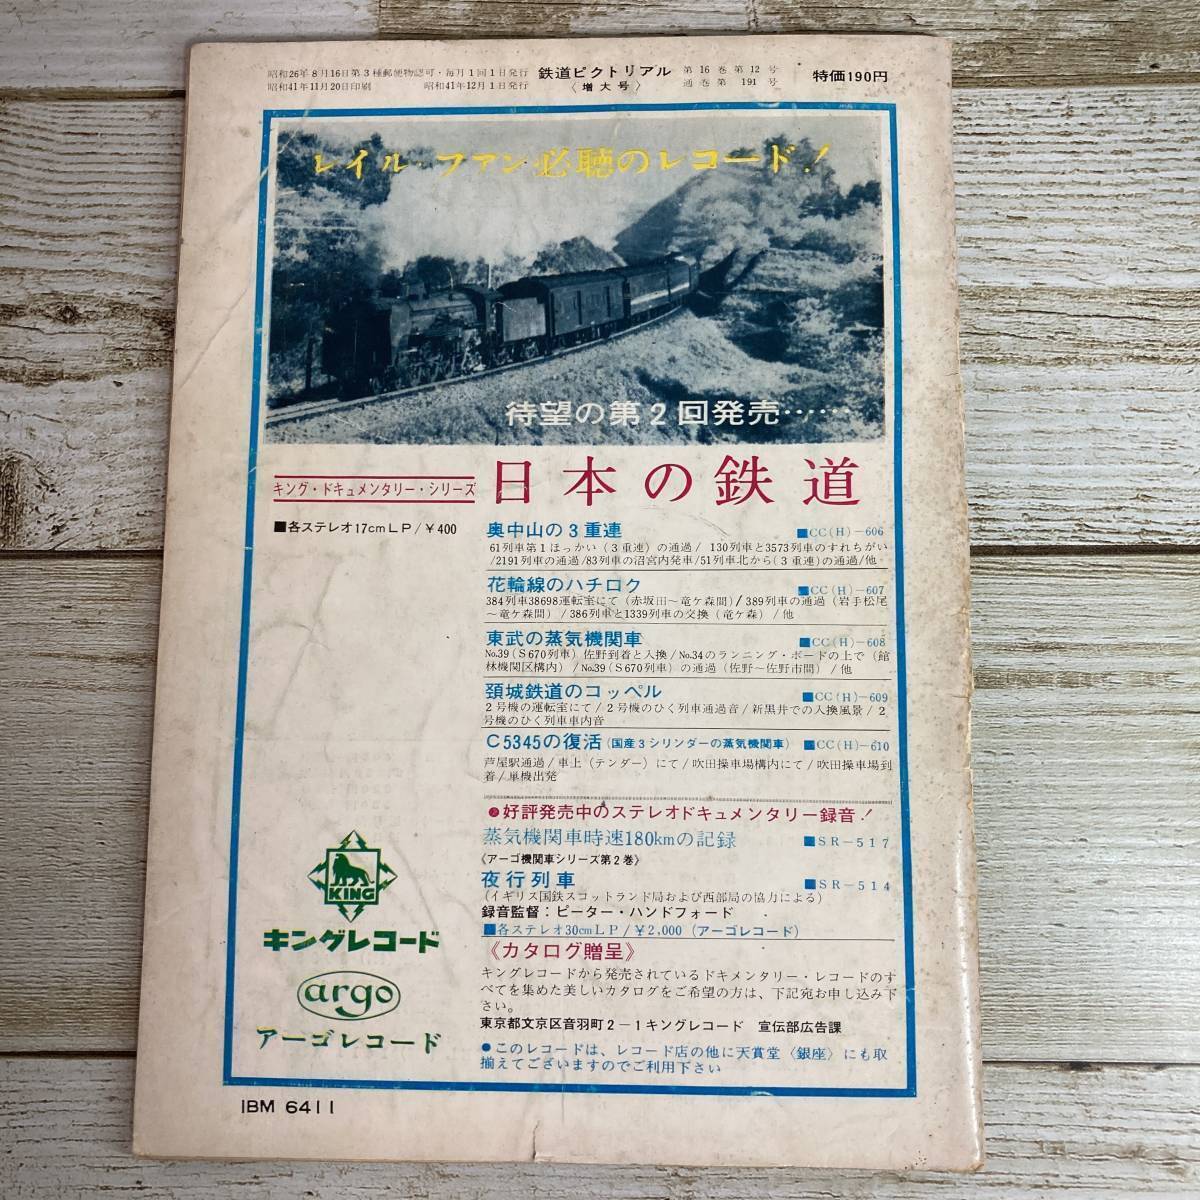 昭和26年8月16日第3種郵便物認可・毎月1回1日発行
昭和41年11月20日印刷　昭和41年12月1日発行
鉄道ピクトリアル
〈増大号〉
第16巻第12号
通巻第191号
特価190円
レイル・ファン必聴のレコード！
待望の第2回発売……
キング・ドキュメンタリー・シリーズ
日本の鉄道
■各ステレオ17cmLP/￥400
奥中山の3重連　■CC(H)-606
61列車第1ほっかい（3重連）の通過/ 130列車と3573列車のすれちがい
/2191列車の通過/83列車の沼宮内発車/51列車北から(3重連)の通過/他
花輪線のハチロク　■CC(H)-607
384列車38698運転室にて（赤坂田～竜ケ森間）/389列車の通過（岩手松尾
～竜ケ森間）/386列車と1339列車の交換（竜ケ森）/他
東武の蒸気機関車　■CC(H)-608
No.39（S670列車）佐野到着と入換/No.34のランニング・ボードの上で（館
林機関区構内）/No.39（S670列車）の通過（佐野～佐野市間）/他
頚城鉄道のコッペル　■CC(H)-609
2号機の運転室にて/2号機のひく列車通過音/新黒井での入換風景/2
号機のひく列車車内音
C5345の復活（国産3シリンダーの蒸気機関車）　■CC(H)-610
芦屋駅通過/車上（テンダー）にて/吹田操車場構内にて/吹田操車場到
着/単機出発
●好評発売中のステレオドキュメンタリー録音！
蒸気機関車時速180kmの記録　■SR-517
《アーゴ機関車シリーズ第2巻》
夜行列車　■SR-514
（イギリス国鉄スコットランド局および西部局の協力による）
録音監督：ピーター・ハンドフォード
■各ステレオ30cmLP/￥2,000（アーゴレコード）
《カタログ贈呈》
キングレコードから発売されているドキメンタリー・レコードのす
べてを集めた美しいカタログをご希望の方は、下記宛お申し込み下
さい。
東京都文京区音羽町2-1キングレコード　宣伝部広告課
●このレコードは、レコード店の他に天賞堂〈銀座〉にも取
揃えてございますのでご利用下さい
KING
キングレコード
argo
アーゴレコード
IBM 6411